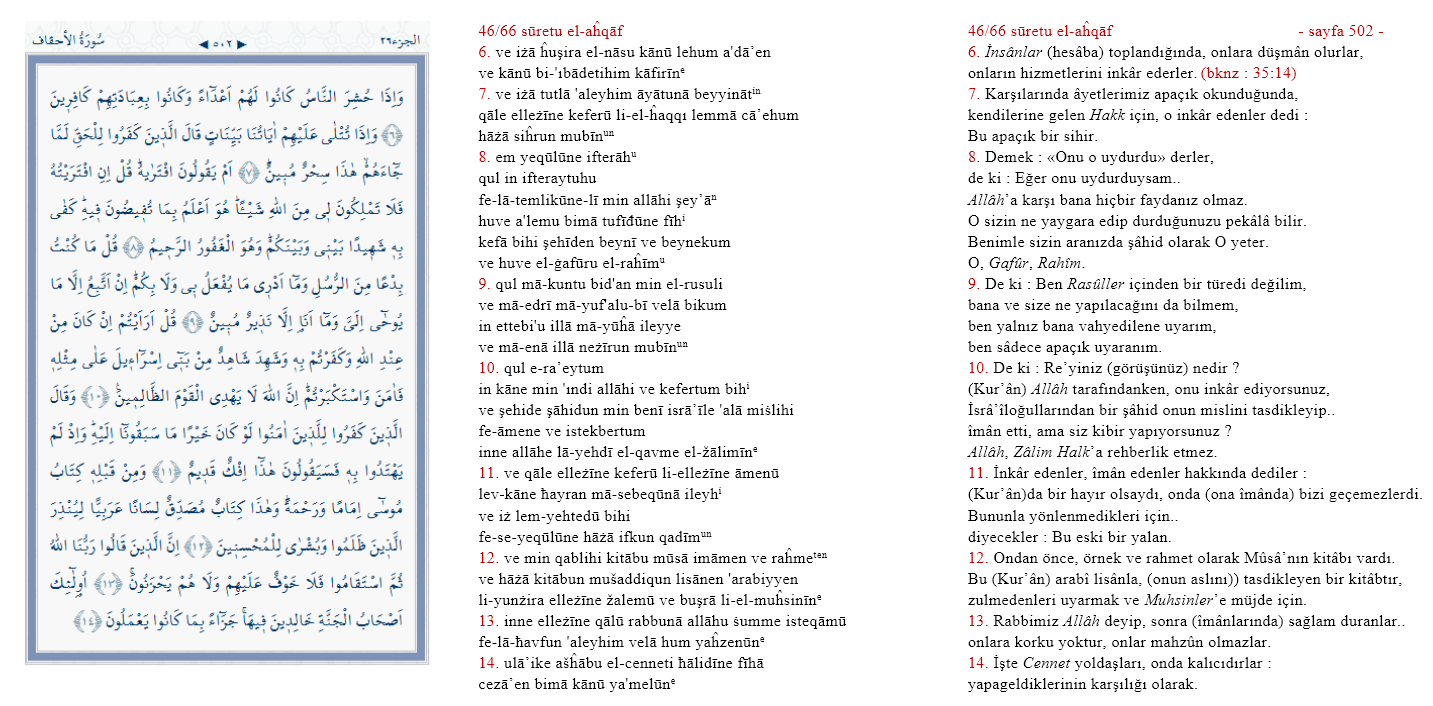 سُورَةُ الْأَحْقَافِ
◀ ٥٠٢ ▶
الجزء٢٦
وَاِذَا حُشِرَ النَّاسُ كَانُوا لَهُمْ اَعْدَٓاءً وَكَانُوا بِعِبَادَتِهِمْ كَافِر۪ينَ
﴿٦﴾ وَاِذَا تُتْلٰى عَلَيْهِمْ اٰيَاتُنَا بَيِّنَاتٍ قَالَ الَّذ۪ينَ كَفَرُوا لِلْحَقِّ لَمَّا
جَٓاءَهُمْۙ هٰذَا سِحْرٌ مُب۪ينٌۜ ﴿٧﴾ اَمْ يَقُولُونَ افْتَرٰيهُۜ قُلْ اِنِ افْتَرَيْتُهُ
فَلَا تَمْلِكُونَ ل۪ي مِنَ اللّٰهِ شَيْـًٔاۜ هُوَ اَعْلَمُ بِمَا تُف۪يضُونَ ف۪يهِۜ كَفٰى
بِه۪ شَه۪يدًا بَيْن۪ي وَبَيْنَكُمْۜ وَهُوَ الْغَفُورُ الرَّح۪يمُ ﴿٨﴾ قُلْ مَا كُنْتُ
بِدْعًا مِنَ الرُّسُلِ وَمَٓا اَدْر۪ي مَا يُفْعَلُ ب۪ي وَلَا بِكُمْۜ اِنْ اَتَّبِعُ اِلَّا مَا
يُوحٰٓى اِلَيَّ وَمَٓا اَنَا۬ اِلَّا نَذ۪يرٌ مُب۪ينٌ ﴿٩﴾ قُلْ اَرَاَيْتُمْ اِنْ كَانَ مِنْ
عِنْدِ اللّٰهِ وَكَفَرْتُمْ بِه۪ وَشَهِدَ شَاهِدٌ مِنْ بَن۪ٓي اِسْرَٓاء۪يلَ عَلٰى مِثْلِه۪
فَاٰمَنَ وَاسْتَكْبَرْتُمْۜ اِنَّ اللّٰهَ لَا يَهْدِي الْقَوْمَ الظَّالِم۪ينَ۟ ﴿١٠﴾ وَقَالَ
الَّذ۪ينَ كَفَرُوا لِلَّذ۪ينَ اٰمَنُوا لَوْ كَانَ خَيْرًا مَا سَبَقُونَٓا اِلَيْهِۜ وَاِذْ لَمْ
يَهْتَدُوا بِه۪ فَسَيَقُولُونَ هٰذَٓا اِفْكٌ قَد۪يمٌ ﴿١١﴾ وَمِنْ قَبْلِه۪ كِتَابُ
مُوسٰٓى اِمَامًا وَرَحْمَةًۜ وَهٰذَا كِتَابٌ مُصَدِّقٌ لِسَانًا عَرَبِيًّا لِيُنْذِرَ
الَّذ۪ينَ ظَلَمُوا وَبُشْرٰى لِلْمُحْسِن۪ينَ ﴿١٢﴾ اِنَّ الَّذ۪ينَ قَالُوا رَبُّنَا اللّٰهُ
ثُمَّ اسْتَقَامُوا فَلَا خَوْفٌ عَلَيْهِمْ وَلَا هُمْ يَحْزَنُونَۚ ﴿١٣﴾ اُو۬لٰٓئِكَ
اَصْحَابُ الْجَنَّةِ خَالِد۪ينَ ف۪يهَاۚ جَزَٓاءً بِمَا كَانُوا يَعْمَلُونَ ﴿١٤﴾
46/66 sūretu el-aĥqāf
6. ve iżā ĥuşira el-nāsu kānū lehum a'dā’en
ve kānū bi-'ıbādetihim kāfirīnᵉ
7. ve iżā tutlā 'aleyhim āyātunā beyyinātⁱⁿ
qāle elleżīne keferū li-el-ĥaqqı lemmā cā’ehum
hāżā siĥrun mubīnᵘⁿ
8. em yeqūlūne ifterāhᵘ
qul in ifteraytuhu
fe-lā-temlikūne-lī min allāhi şey’āⁿ
huve a'lemu bimā tufīđūne fīhⁱ
kefā bihi şehīden beynī ve beynekum
ve huve el-ġafūru el-raĥīmᵘ
9. qul mā-kuntu bid'an min el-rusuli
ve mā-edrī mā-yuf'alu-bī velā bikum
in ettebi'u illā mā-yūĥā ileyye
ve mā-enā illā neżīrun mubīnᵘⁿ
10. qul e-ra’eytum
in kāne min 'ındi allāhi ve kefertum bihⁱ
ve şehide şāhidun min benī isrā’īle 'alā miṡlihi
fe-āmene ve istekbertum
inne allāhe lā-yehdī el-qavme el-žālimīnᵉ
11. ve qāle elleżīne keferū li-elleżīne āmenū
lev-kāne ħayran mā-sebeqūnā ileyhⁱ
ve iż lem-yehtedū bihi
fe-se-yeqūlūne hāżā ifkun qadīmᵘⁿ
12. ve min qablihi kitābu mūsā imāmen ve raĥmeᵗᵉⁿ
ve hāżā kitābun mušaddiqun lisānen 'arabiyyen
li-yunżira elleżīne žalemū ve buşrā li-el-muĥsinīnᵉ
13. inne elleżīne qālū rabbunā allāhu ṡumme isteqāmū
fe-lā-ħavfun 'aleyhim velā hum yaĥzenūnᵉ
14. ulā’ike ašĥābu el-cenneti ħālidīne fīhā
cezā’en bimā kānū ya'melūnᵉ
46/66 sūretu el-aĥqāf - sayfa 502 -
6. İnsânlar (hesâba) toplandığında, onlara düşmân olurlar,
onların hizmetlerini inkâr ederler. (bknz : 35:14)
7. Karşılarında âyetlerimiz apaçık okunduğunda,
kendilerine gelen Hakk için, o inkâr edenler dedi :
Bu apaçık bir sihir.
8. Demek : «Onu o uydurdu» derler,
de ki : Eğer onu uydurduysam..
Allâh’a karşı bana hiçbir faydanız olmaz.
O sizin ne yaygara edip durduğunuzu pekâlâ bilir.
Benimle sizin aranızda şâhid olarak O yeter.
O, Gafûr, Rahîm.
9. De ki : Ben Rasûller içinden bir türedi değilim,
bana ve size ne yapılacağını da bilmem,
ben yalnız bana vahyedilene uyarım,
ben sâdece apaçık uyaranım.
10. De ki : Re’yiniz (görüşünüz) nedir ?
(Kur’ân) Allâh tarafındanken, onu inkâr ediyorsunuz,
İsrâ’îloğullarından bir şâhid onun mislini tasdikleyip..
îmân etti, ama siz kibir yapıyorsunuz ?
Allâh, Zâlim Halk’a rehberlik etmez.
11. İnkâr edenler, îmân edenler hakkında dediler :
(Kur’ân)da bir hayır olsaydı, onda (ona îmânda) bizi geçemezlerdi.
Bununla yönlenmedikleri için..
diyecekler : Bu eski bir yalan.
12. Ondan önce, örnek ve rahmet olarak Mûsâ’nın kitâbı vardı.
Bu (Kur’ân) arabî lisânla, (onun aslını)) tasdikleyen bir kitâbtır,
zulmedenleri uyarmak ve Muhsinler’e müjde için.
13. Rabbimiz Allâh deyip, sonra (îmânlarında) sağlam duranlar..
onlara korku yoktur, onlar mahzûn olmazlar.
14. İşte Cennet yoldaşları, onda kalıcıdırlar :
yapageldiklerinin karşılığı olarak.